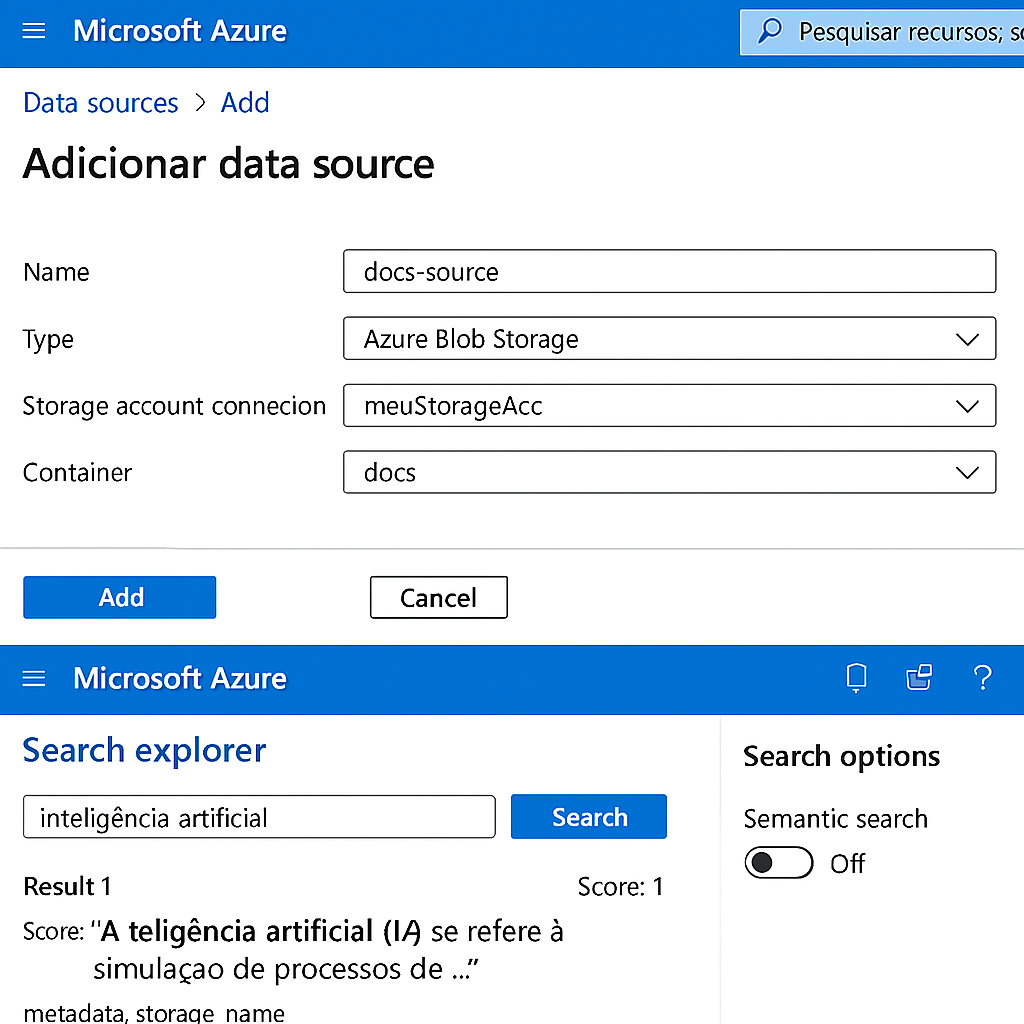 Microsoft Azure
Pesquisar recursos; so
Data sources > Add
Adicionar data source
Name
docs-source
Type
Azure Blob Storage
Storage account connecion
meuStorageAcc
Container
docs
Add
Cancel
Microsoft Azure
?
Search explorer
inteligência artificial
Search
Result 1
Score: 1
Score: "A teligência artificial (IA) se refere à
simulaçao de processos de ..."
metadata, storage_name
Search options
Semantic search
Off